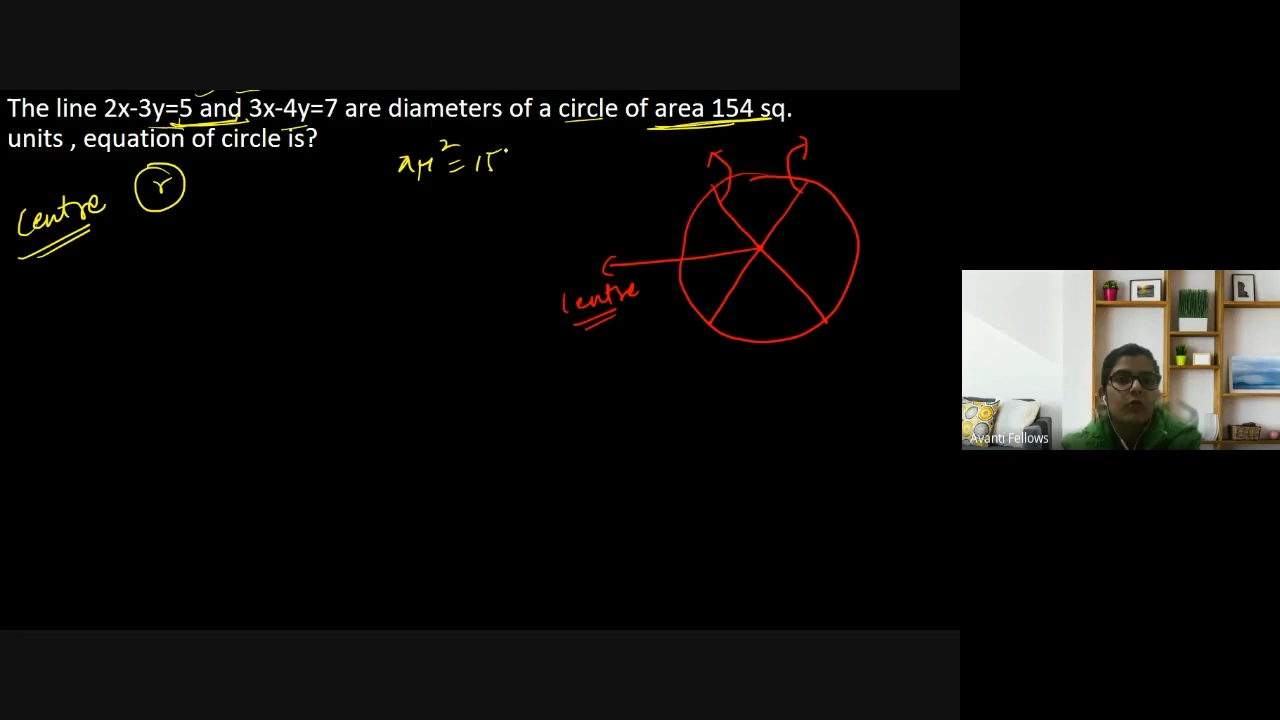 The line 2x-3y=5 and 3x-4y=7 are diameters of a circle of area 154 sq.
units , equation of circle is?
πr² = 15
Centre r
Centre
Avanti Fellows